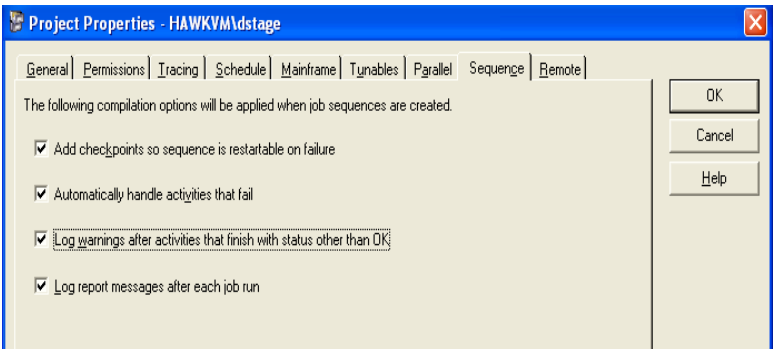 Project Properties - HAWKVM\dstage
General Permissions Tracing Schedule Mainframe Tunables Parallel Sequence Remote
The following compilation options will be applied when job sequences are created.
Add checkpoints so sequence is restartable on failure
Automatically handle activities that fail
Log warnings after activities that finish with status other than OK
Log report messages after each job run
OK
Cancel
Help